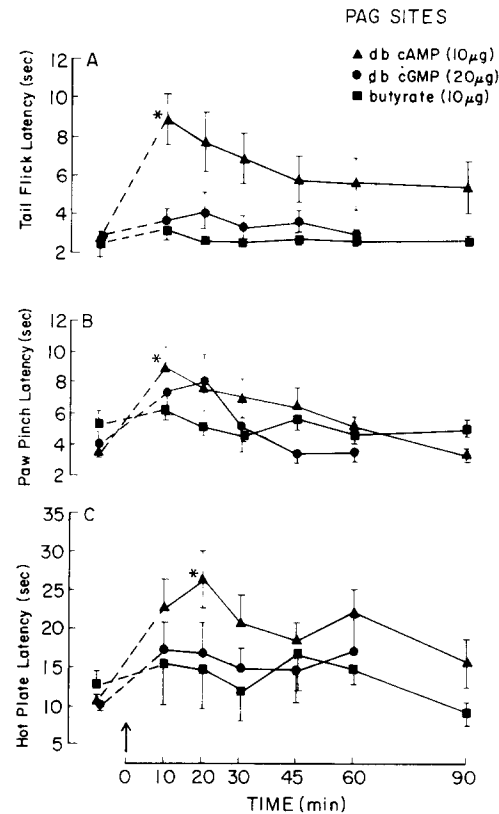 PAG SITES
▲ db cAMP (10μg)
● db cGMP (20μg)
■ butyrate (10μg)
A
Tail Flick Latency (sec)
12
10
8
6
4
2
*
B
Paw Pinch Latency (sec)
12
10
8
6
4
2
*
C
Hot Plate Latency (sec)
35
30
25
20
15
10
5
*
0 10 20 30 45 60 90
TIME (min)